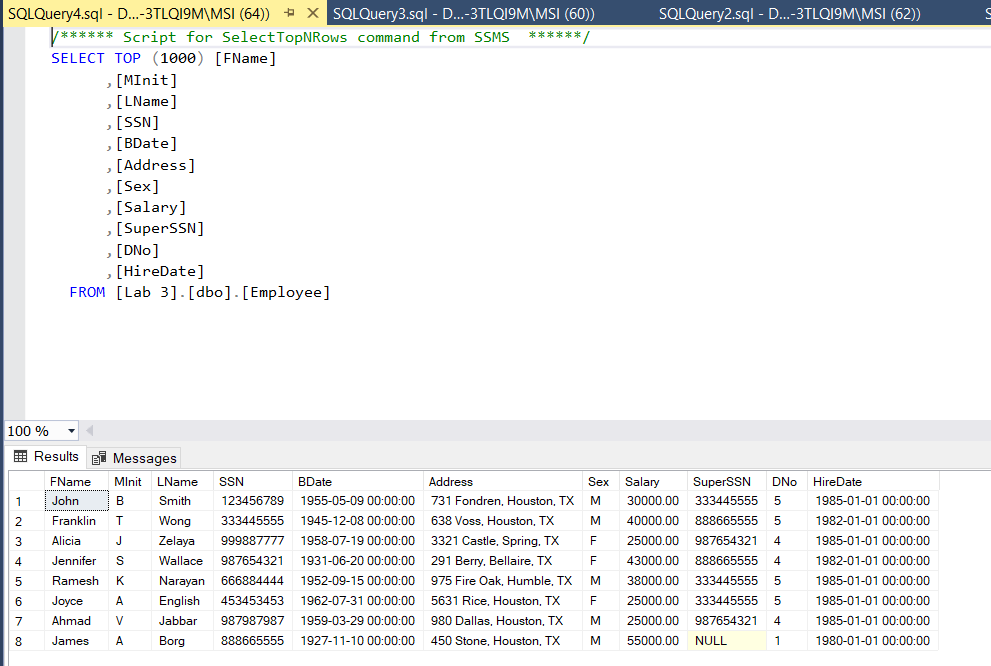 SQLQuery4.sql - D...-3TLQI9M\MSI (64)) SQLQuery3.sql - D...-3TLQI9M\MSI (60)) SQLQuery2.sql - D...-3TLQI9M\MSI (62)) S
/****** Script for SelectTopNRows command from SSMS ******/
SELECT TOP (1000) [FName]
,[MInit]
,[LName]
,[SSN]
,[BDate]
,[Address]
,[Sex]
,[Salary]
,[SuperSSN]
,[DNo]
,[HireDate]
FROM [Lab 3].[dbo].[Employee]
100 %
Results Messages
FName MInit LName SSN BDate Address Sex Salary SuperSSN DNo HireDate
1 John B Smith 123456789 1955-05-09 00:00:00 731 Fondren, Houston, TX M 30000.00 333445555 5 1985-01-01 00:00:00
2 Franklin T Wong 333445555 1945-12-08 00:00:00 638 Voss, Houston, TX M 40000.00 888665555 5 1982-01-01 00:00:00
3 Alicia J Zelaya 999887777 1958-07-19 00:00:00 3321 Castle, Spring, TX F 25000.00 987654321 4 1985-01-01 00:00:00
4 Jennifer S Wallace 987654321 1931-06-20 00:00:00 291 Berry, Bellaire, TX F 43000.00 888665555 4 1982-01-01 00:00:00
5 Ramesh K Narayan 666884444 1952-09-15 00:00:00 975 Fire Oak, Humble, TX M 38000.00 333445555 5 1985-01-01 00:00:00
6 Joyce A English 453453453 1962-07-31 00:00:00 5631 Rice, Houston, TX F 25000.00 333445555 5 1985-01-01 00:00:00
7 Ahmad V Jabbar 987987987 1959-03-29 00:00:00 980 Dallas, Houston, TX M 25000.00 987654321 4 1985-01-01 00:00:00
8 James A Borg 888665555 1927-11-10 00:00:00 450 Stone, Houston, TX M 55000.00 NULL 1 1980-01-01 00:00:00